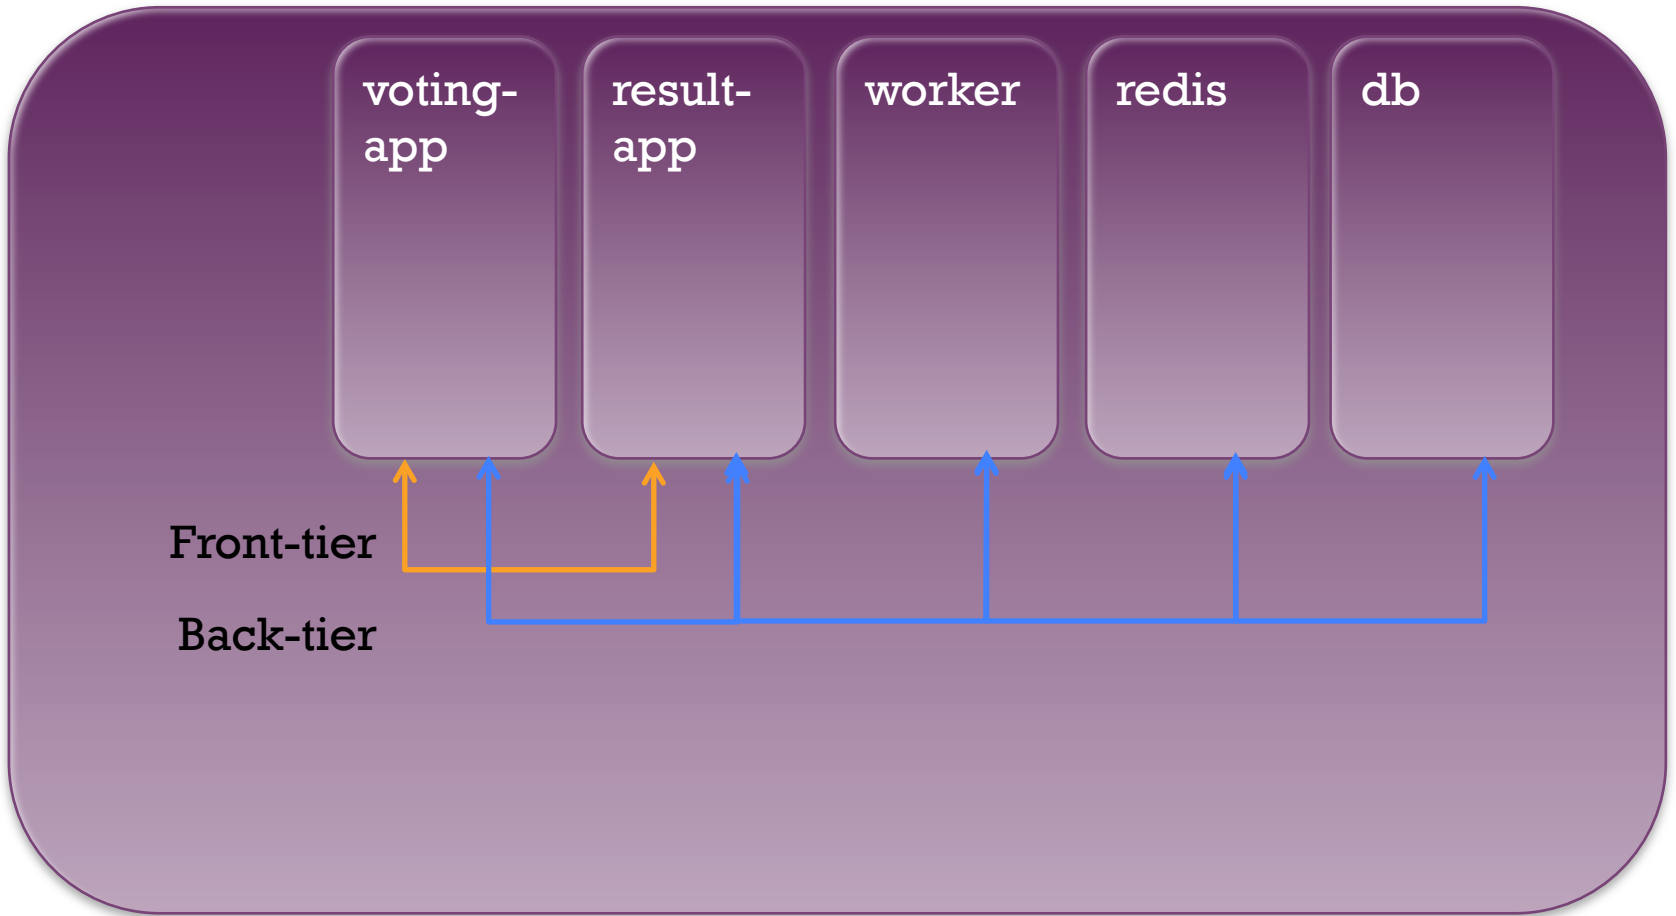 voting-
app
result-
app
worker
redis
db
Front-tier
Back-tier